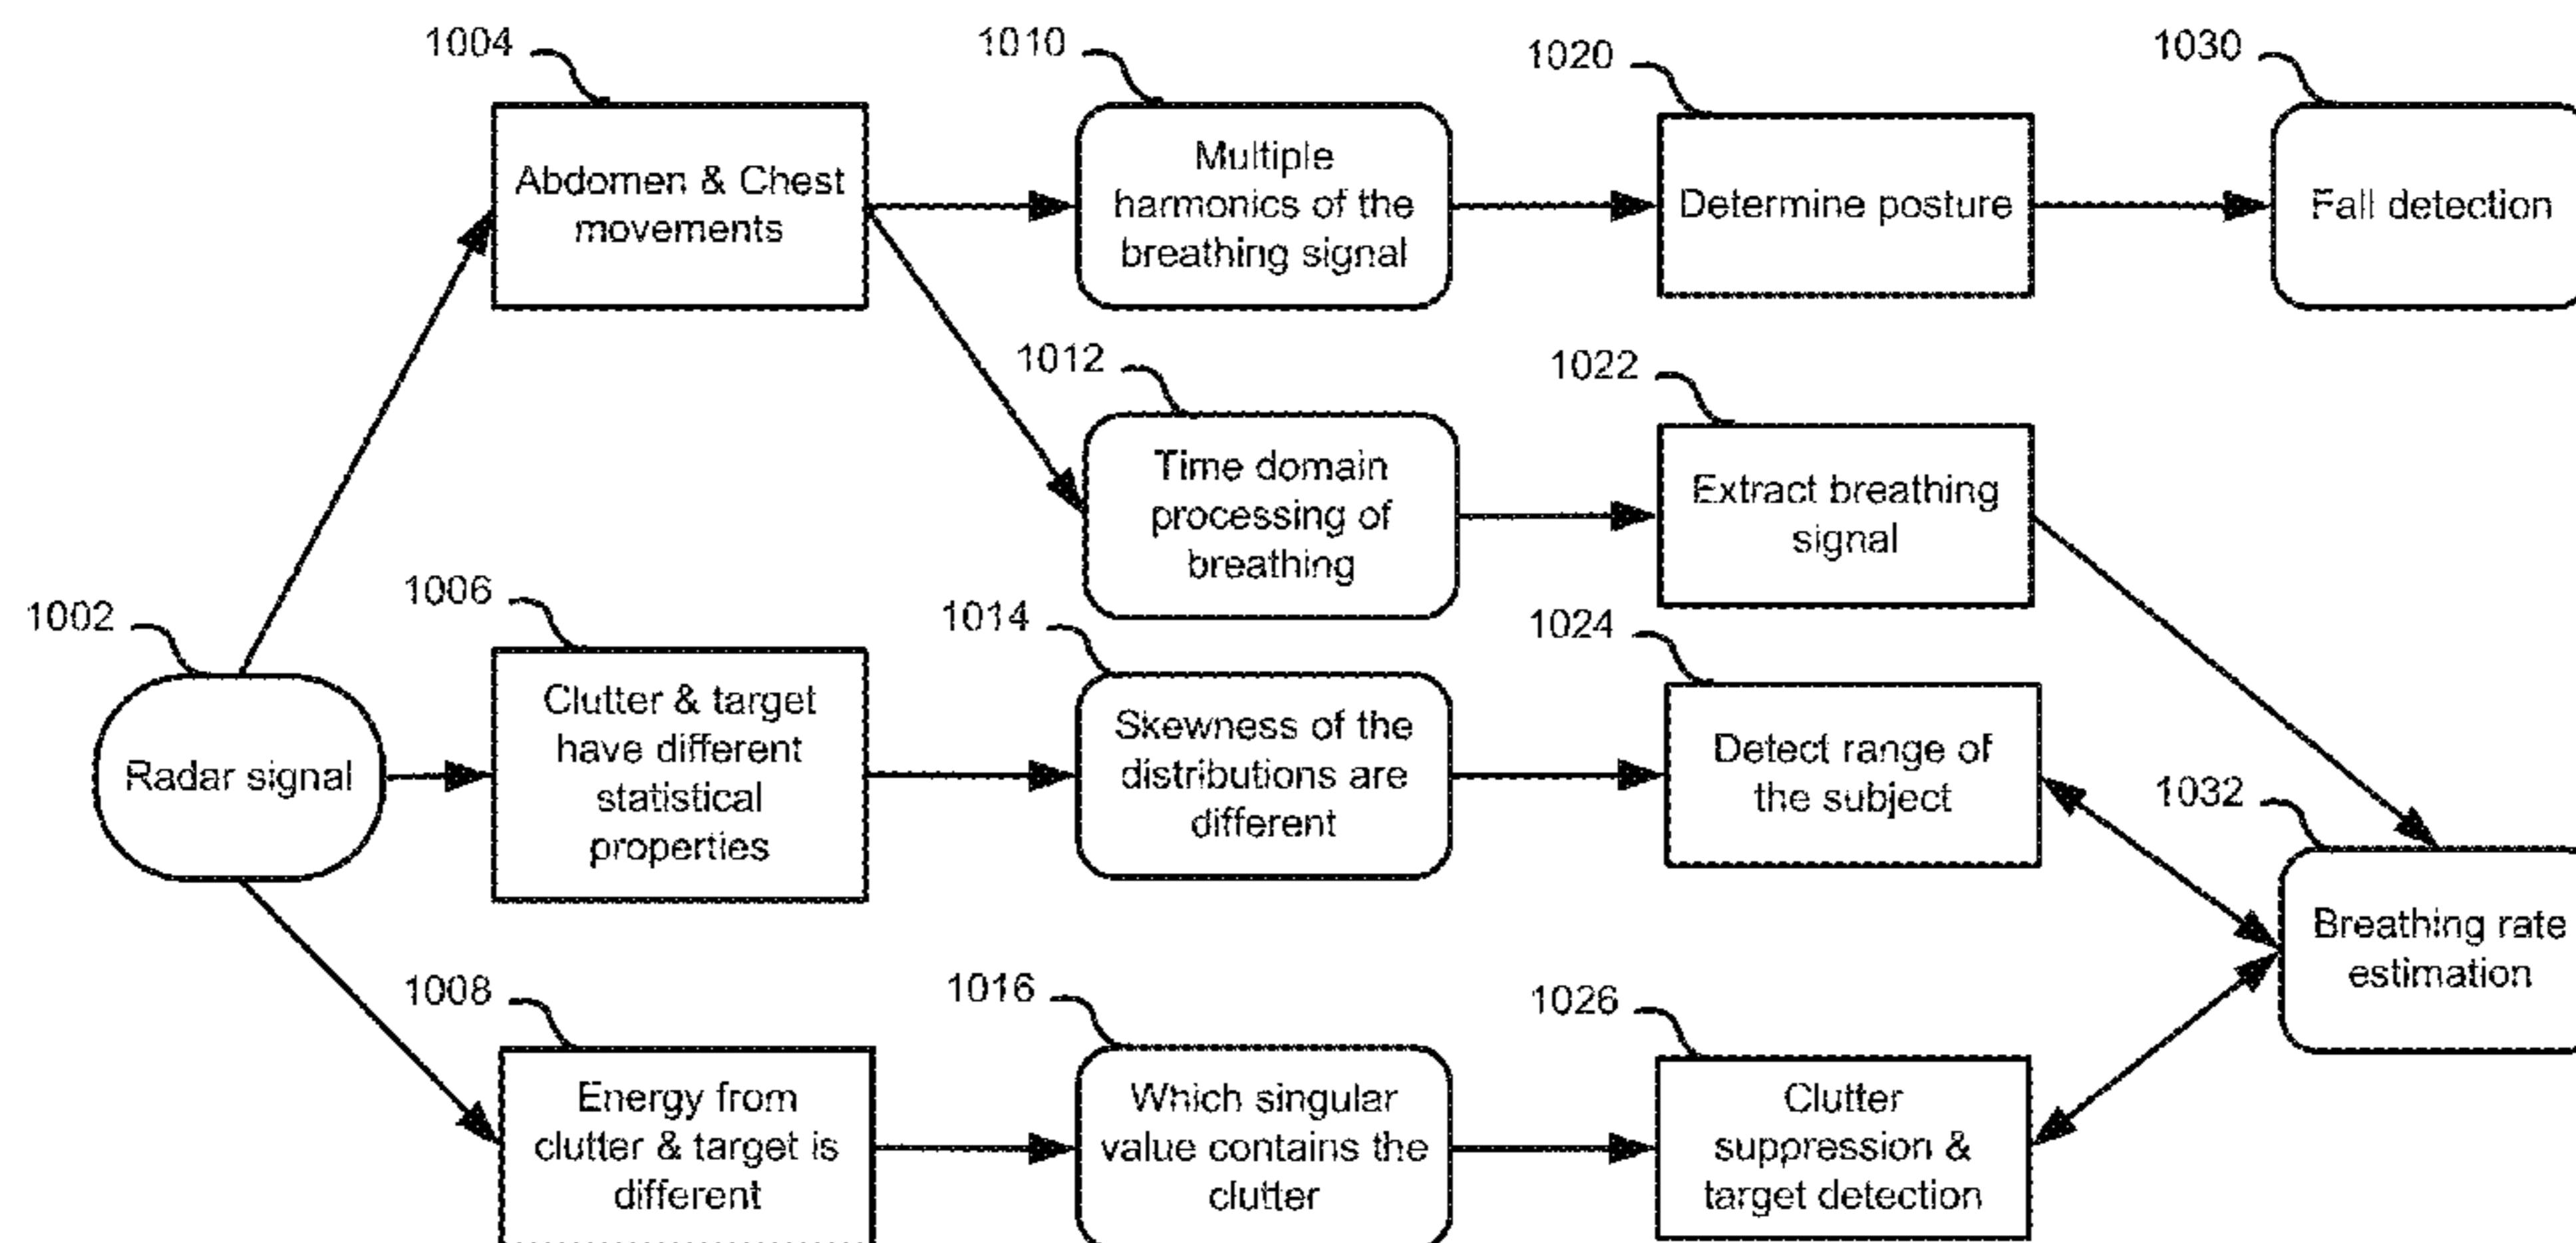 1004
Abdomen & Chest
movements
1010
Multiple
harmonics of the
breathing signal
1020
Determine posture
1030
Fall detection
1012
Time domain
processing of
breathing
1022
Extract breathing
signal
1002
Radar signal
1006
Clutter & target
have different
statistical
properties
1014
Skewness of the
distributions are
different
1024
Detect range of
the subject
1032
Breathing rate
estimation
1008
Energy from
clutter & target is
different
1016
Which singular
value contains the
clutter
1026
Clutter
suppression &
target detection